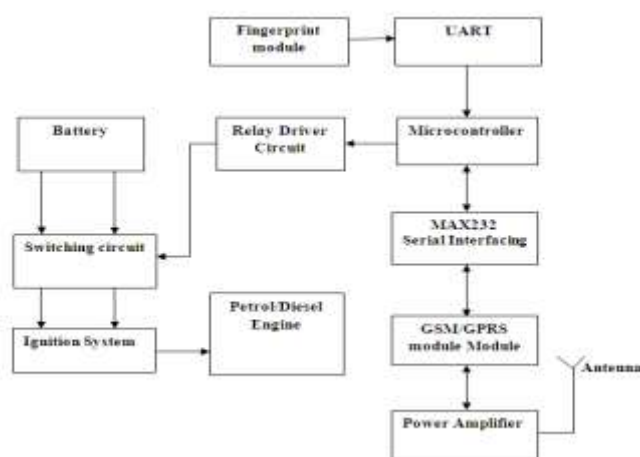 Fingerprint
module
UART
Battery
Relay Driver
Circuit
Microcontroller
MAX232
Serial Interfacing
Switching circuit
Petrol/Diesel
Engine
Ignition System
GSM/GPRS
module Module
Antenna
Power Amplifier